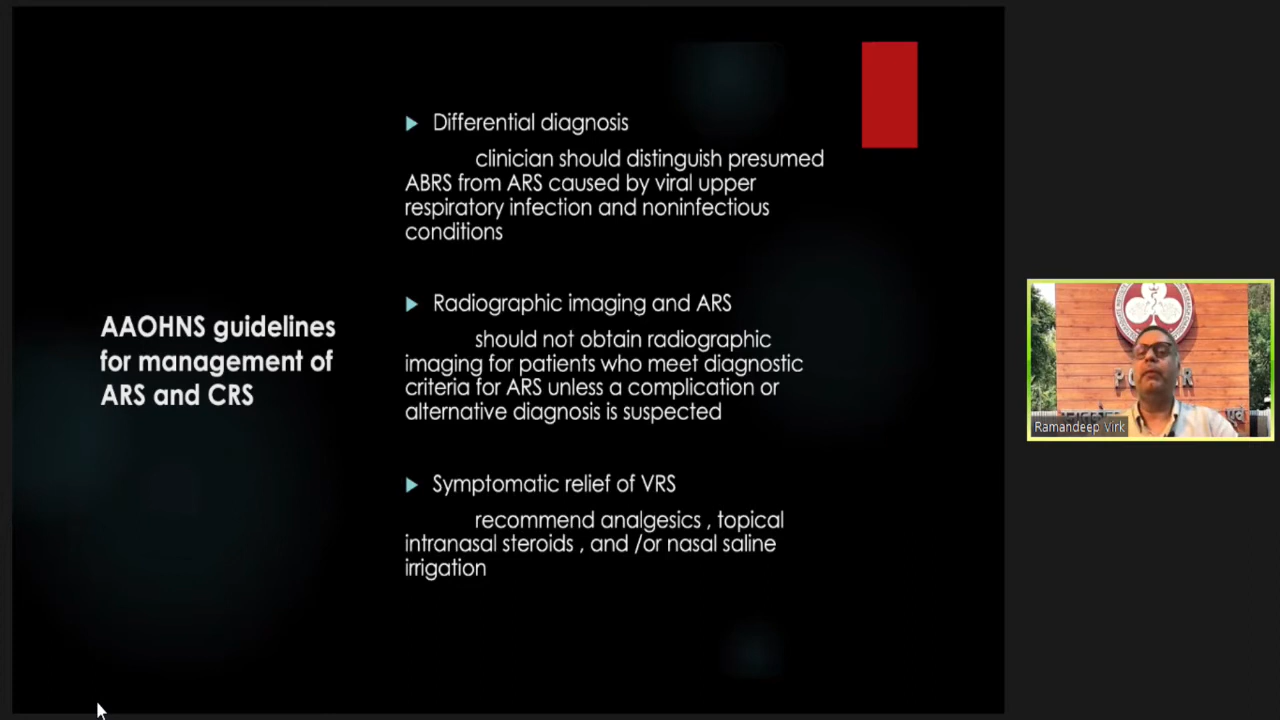 AAOHNS guidelines
for management of
ARS and CRS
Differential diagnosis
clinician should distinguish presumed
ABRS from ARS caused by viral upper
respiratory infection and noninfectious
conditions
Radiographic imaging and ARS
should not obtain radiographic
imaging for patients who meet diagnostic
criteria for ARS unless a complication or
alternative diagnosis is suspected
Symptomatic relief of VRS
recommend analgesics , topical
intranasal steroids , and /or nasal saline
irrigation
Ramandeep Virk